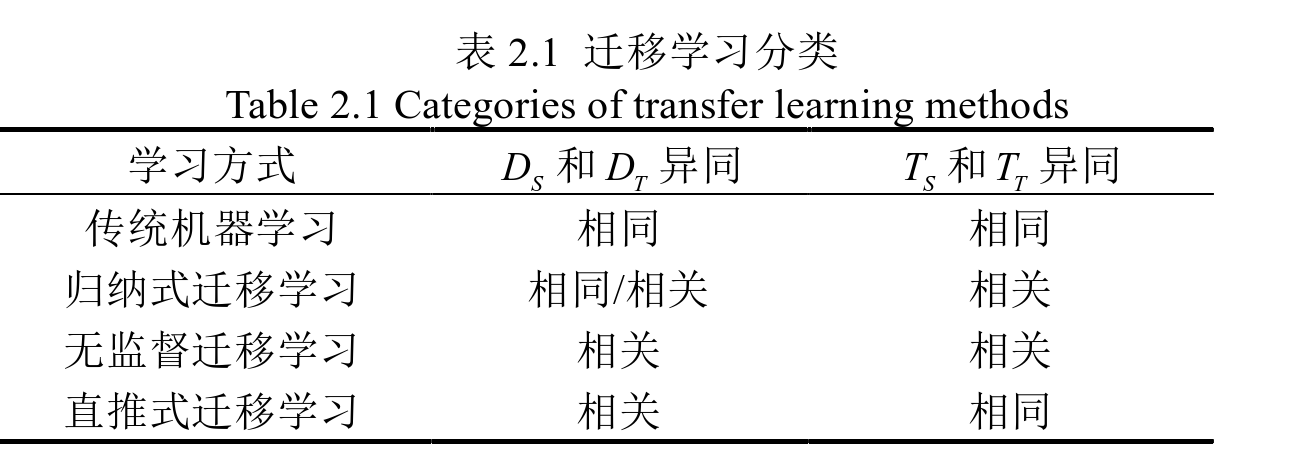 表 2.1 迁移学习分类
Table 2.1 Categories of transfer learning methods
学习方式 D_S 和 D_T 异同 T_S 和 T_T 异同
传统机器学习 相同 相同
归纳式迁移学习 相同/相关 相关
无监督迁移学习 相关 相关
直推式迁移学习 相关 相同